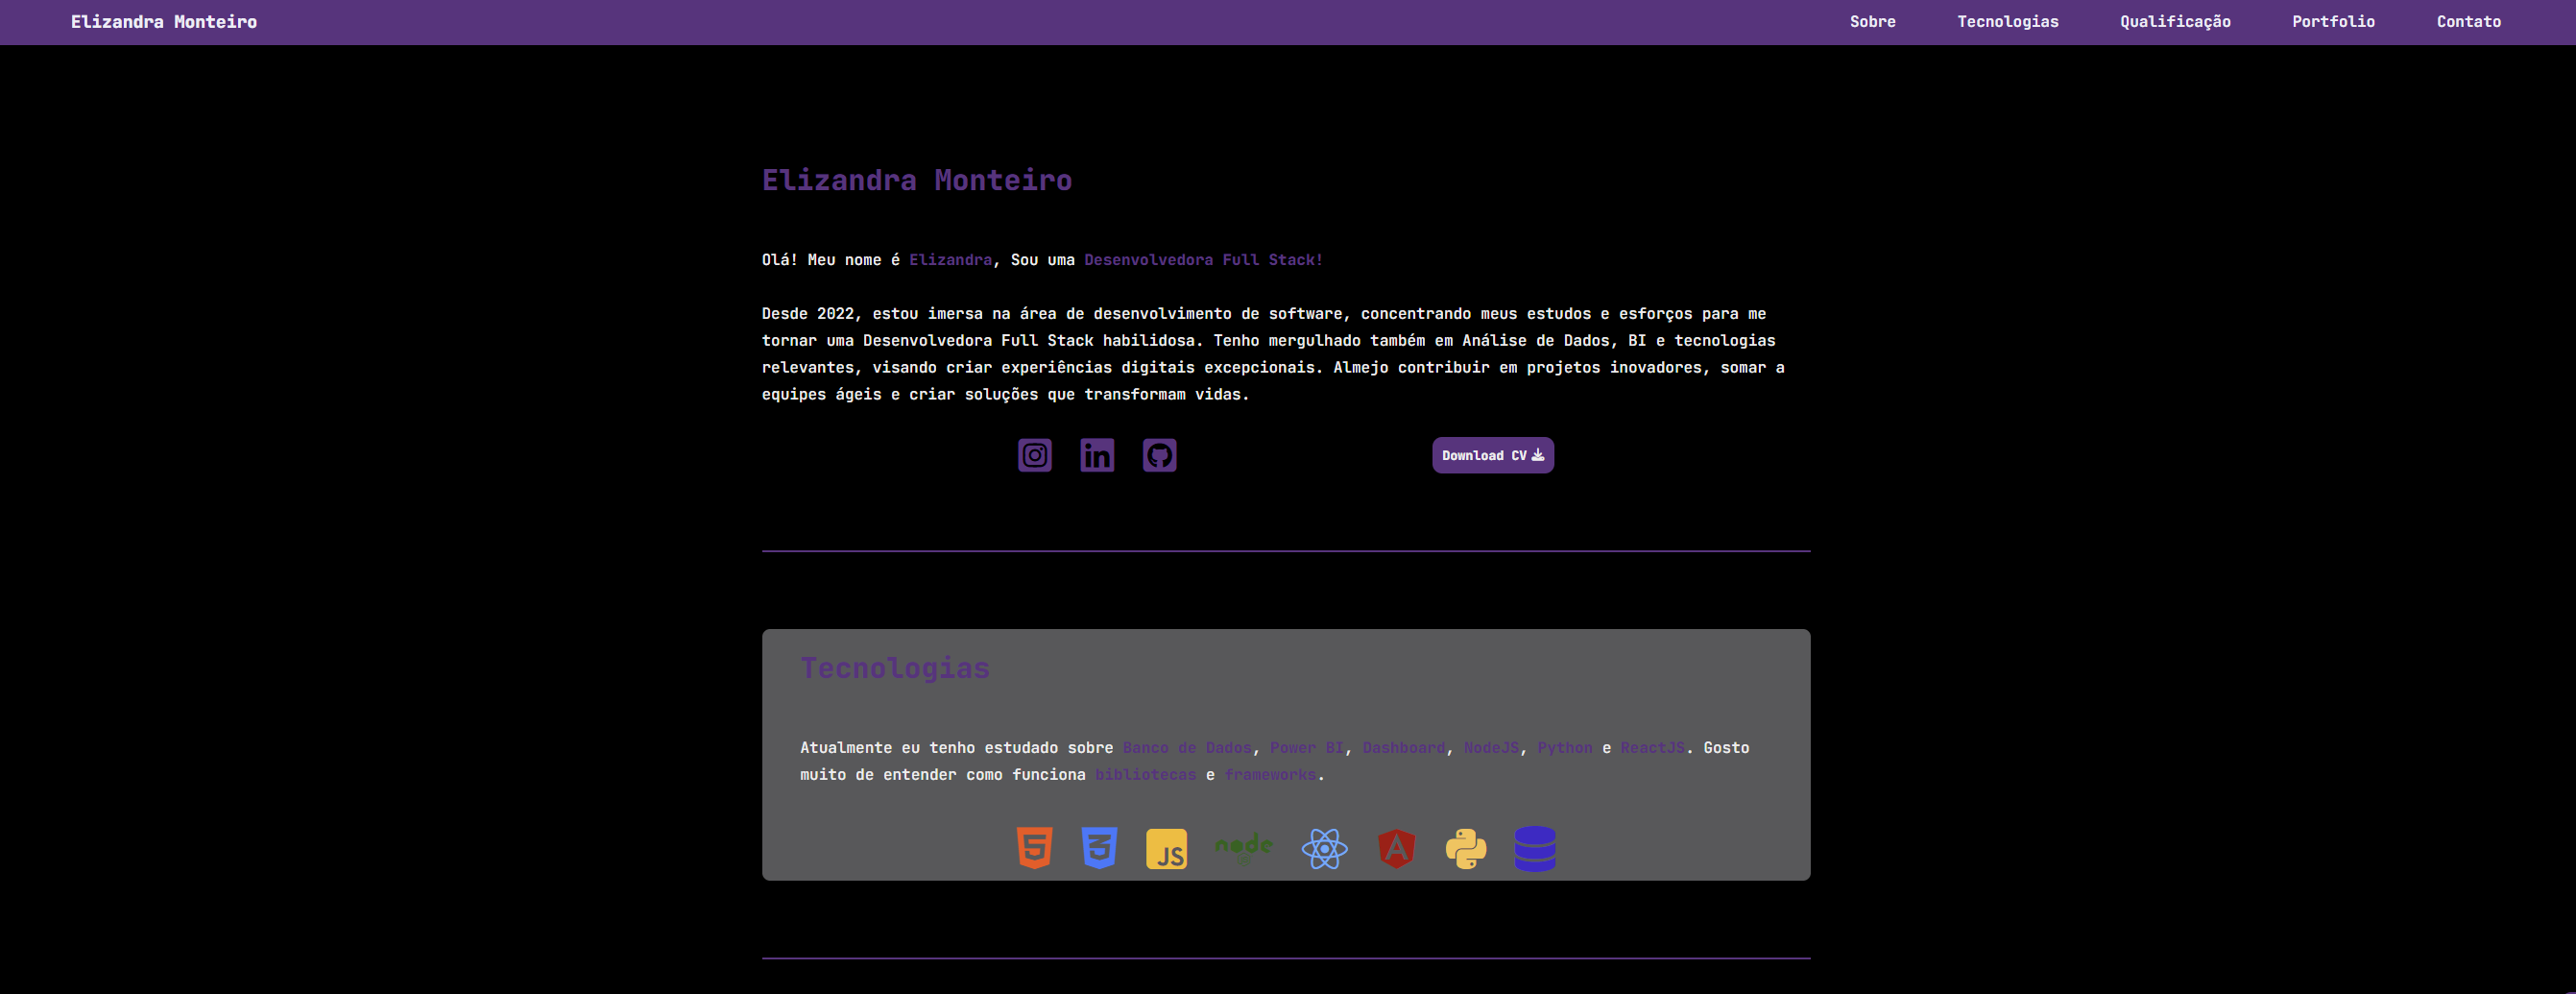 Elizandra Monteiro
Sobre Tecnologias Qualificação Portfolio Contato
Elizandra Monteiro
Olá! Meu nome é Elizandra, Sou uma Desenvolvedora Full Stack!
Desde 2022, estou imersa na área de desenvolvimento de software, concentrando meus estudos e esforços para me
tornar uma Desenvolvedora Full Stack habilidosa. Tenho mergulhado também em Análise de Dados, BI e tecnologias
relevantes, visando criar experiências digitais excepcionais. Almejo contribuir em projetos inovadores, somar a
equipes ágeis e criar soluções que transformam vidas.
in
Download CV
Tecnologias
Atualmente eu tenho estudado sobre Banco de Dados, Power BI, Dashboard, NodeJS, Python e ReactJS. Gosto
muito de entender como funciona bibliotecas e frameworks.
5 3 JS node A